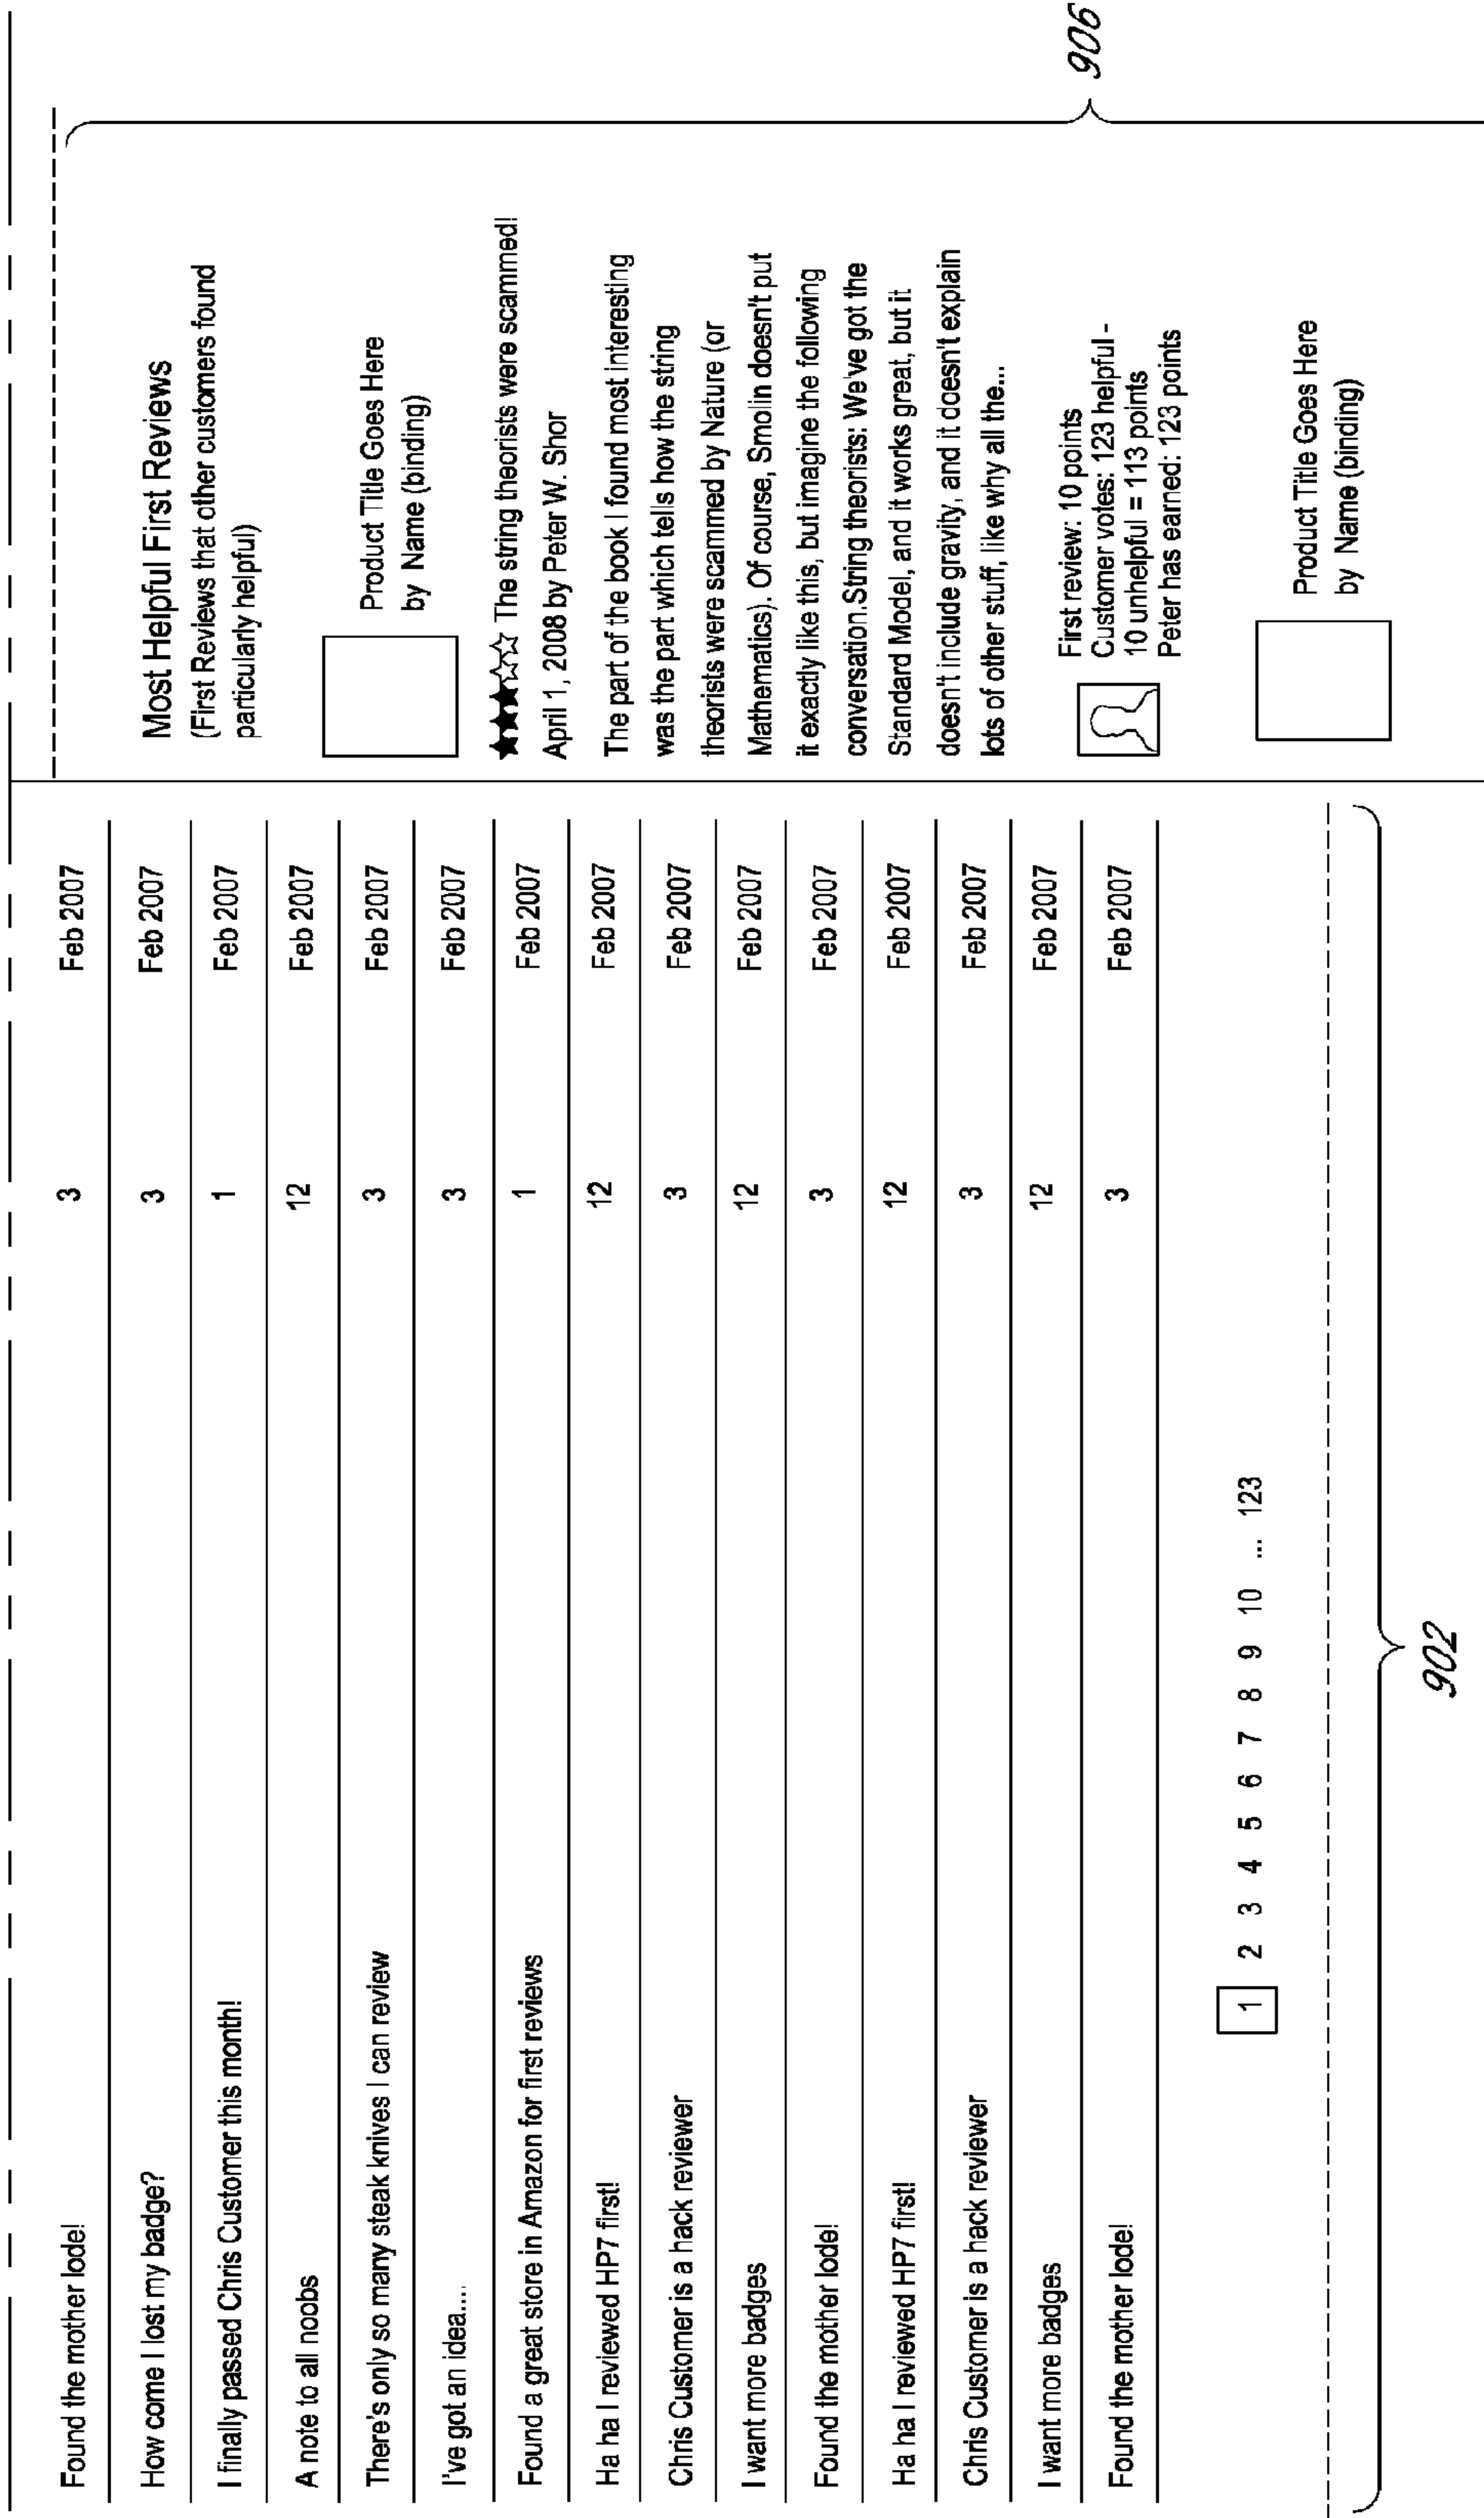 Found the mother lode! 3 Feb 2007
How come I lost my badge? 3 Feb 2007
I finally passed Chris Customer this month! 1 Feb 2007
A note to all noobs 12 Feb 2007
There's only so many steak knives I can review 3 Feb 2007
I've got an idea.... 3 Feb 2007
Found a great store in Amazon for first reviews 1 Feb 2007
Ha ha I reviewed HP7 first! 12 Feb 2007
Chris Customer is a hack reviewer 3 Feb 2007
I want more badges 12 Feb 2007
Found the mother lode! 3 Feb 2007
Ha ha I reviewed HP7 first! 12 Feb 2007
Chris Customer is a hack reviewer 3 Feb 2007
I want more badges 12 Feb 2007
Found the mother lode! 3 Feb 2007
1 2 3 4 5 6 7 8 9 10 ... 123
902
Most Helpful First Reviews
(First Reviews that other customers found
particularly helpful)
Product Title Goes Here
by Name (binding)
The string theorists were scammed!
April 1, 2008 by Peter W. Shor
The part of the book I found most interesting
was the part which tells how the string
theorists were scammed by Nature (or
Mathematics). Of course, Smolin doesn't put
it exactly like this, but imagine the following
conversation.String theorists: We've got the
Standard Model, and it works great, but it
doesn't include gravity, and it doesn't explain
lots of other stuff, like why all the...
First review: 10 points
Customer votes: 123 helpful -
10 unhelpful = 113 points
Peter has earned: 123 points
Product Title Goes Here
by Name (binding)
906